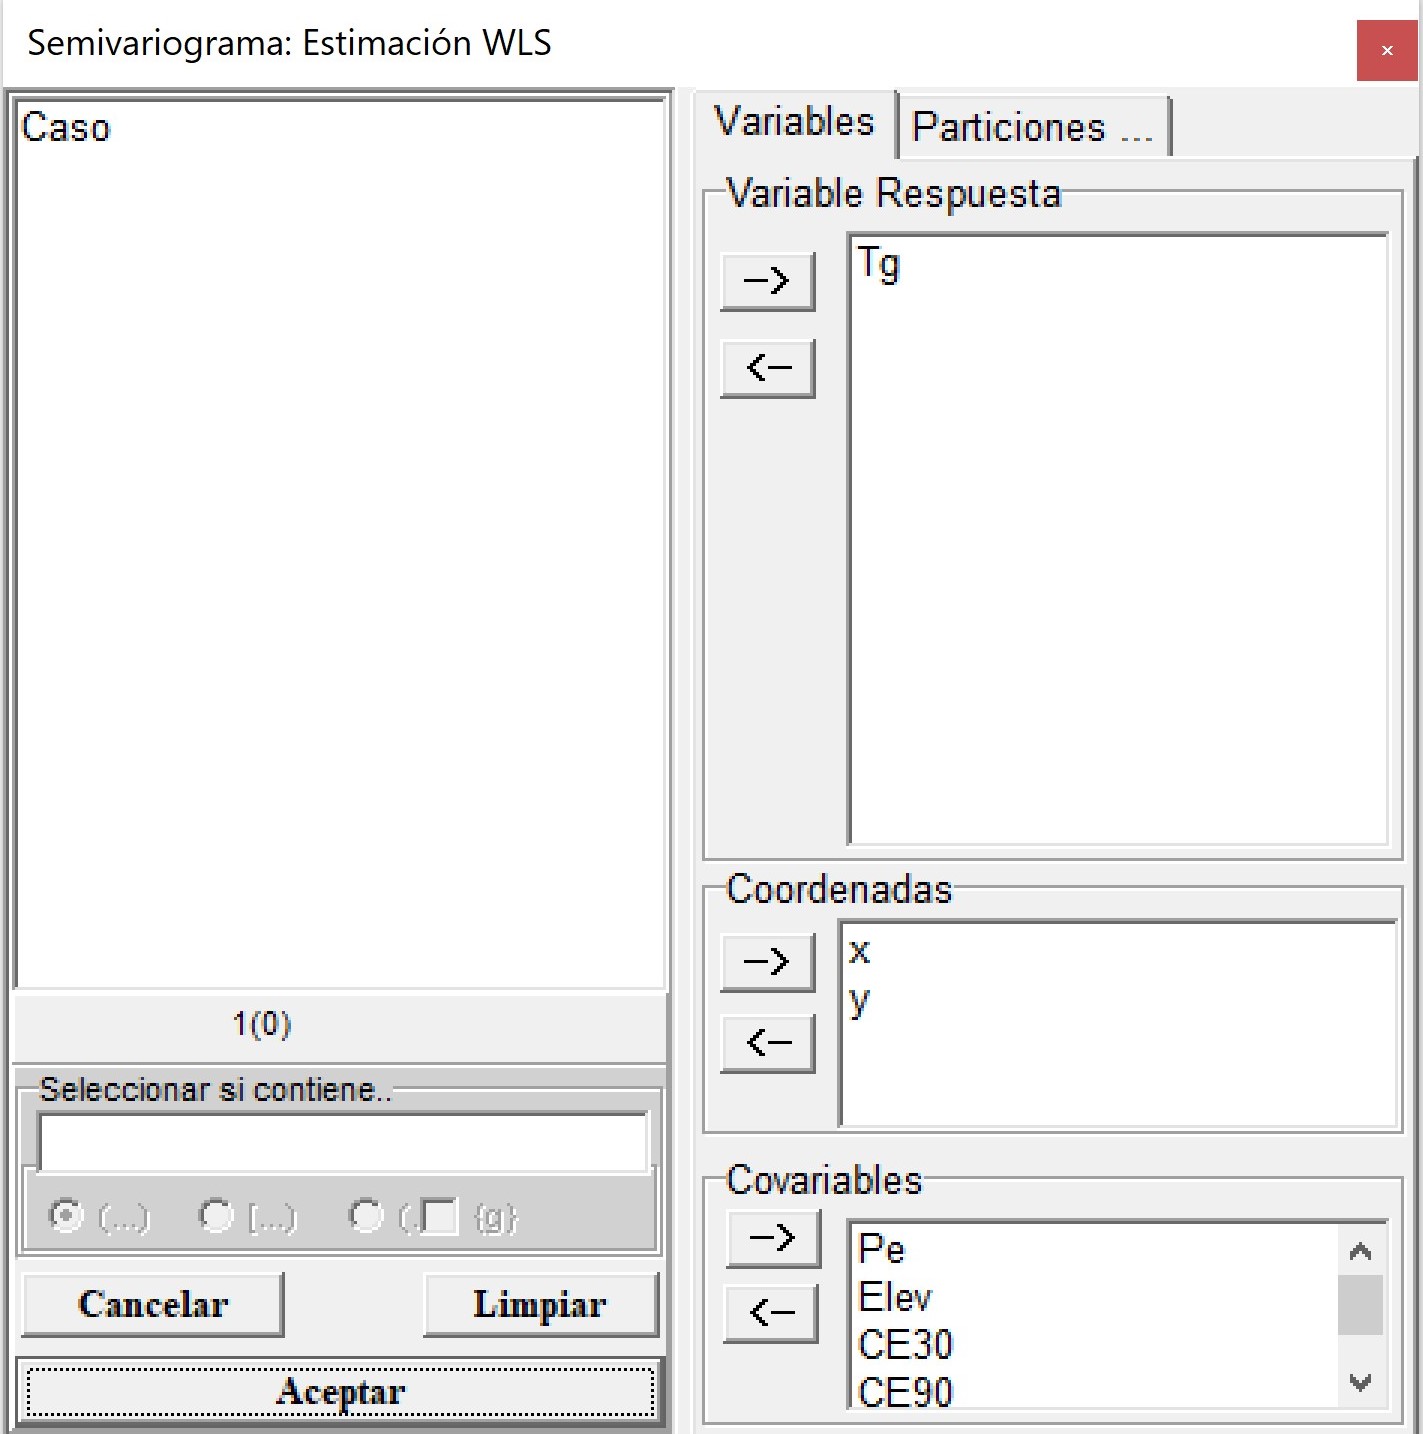 Semivariograma: Estimación WLS
×
Caso
1(0)
Seleccionar si contiene..
(...) [...) (. {g}
Cancelar Limpiar
Aceptar
Variables Particiones ...
Variable Respuesta
-->
Tg
<--
Coordenadas
-->
x
y
<--
Covariables
-->
<--
Pe
Elev
CE30
CE90